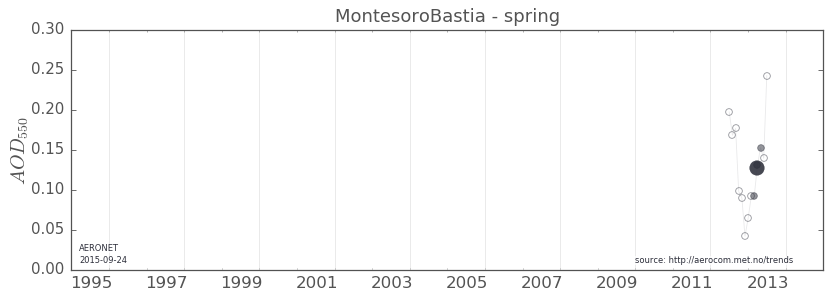 MontesoroBastia - spring
0.30
0.25
0.20
0.15
0.10
0.05
0.00
AOD550
AERONET
2015-09-24
source: http://aerocom.met.no/trends
1995 1997 1999 2001 2003 2005 2007 2009 2011 2013